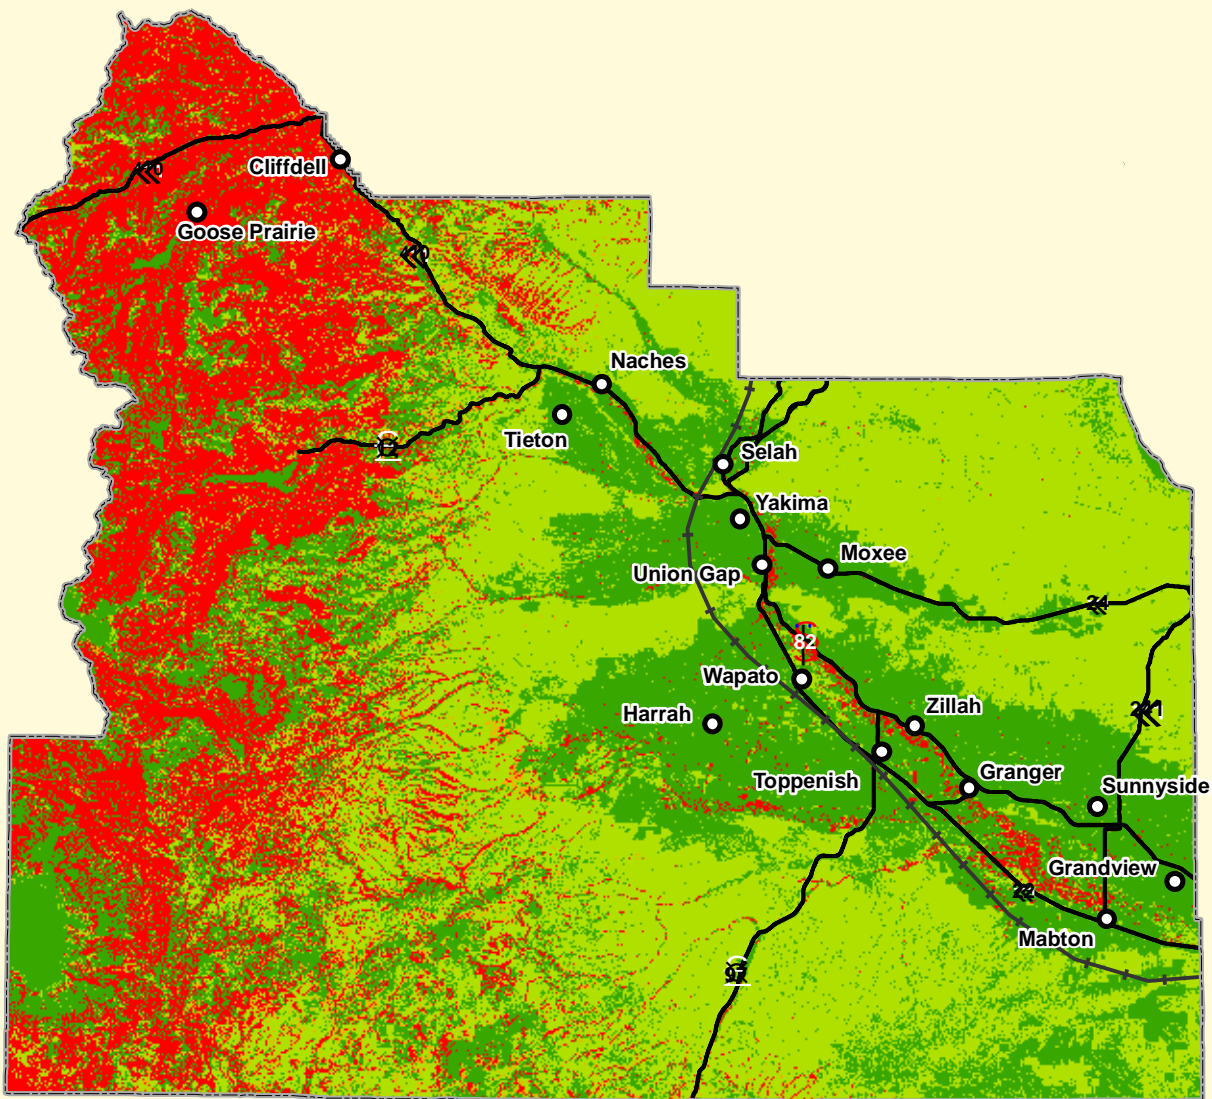 Cliffdell
Goose Prairie
Naches
Tieton
Selah
Yakima
Moxee
Union Gap
24
82
Wapato
Harrah
Zillah
Toppenish
Granger
Sunnyside
Grandview
22
Mabton
97